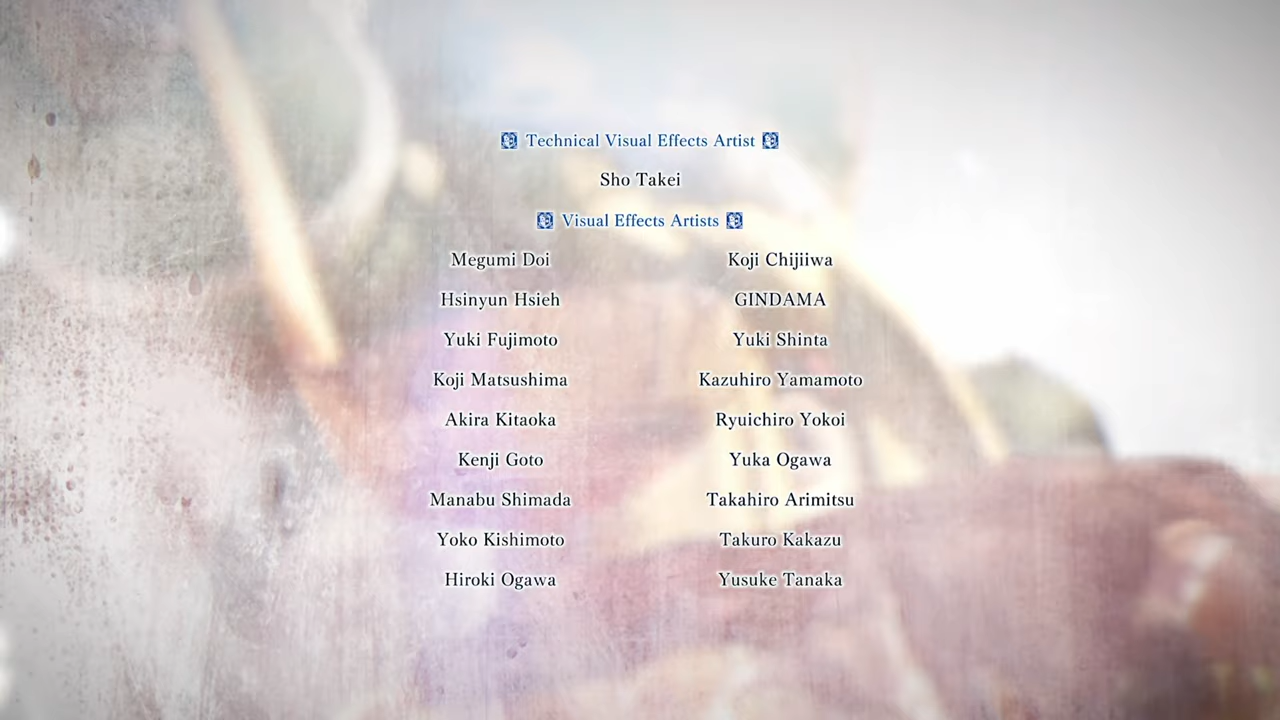 Technical Visual Effects Artist
Sho Takei
Visual Effects Artists
Megumi Doi Koji Chijiiwa
Hsinyun Hsieh GINDAMA
Yuki Fujimoto Yuki Shinta
Koji Matsushima Kazuhiro Yamamoto
Akira Kitaoka Ryuichiro Yokoi
Kenji Goto Yuka Ogawa
Manabu Shimada Takahiro Arimitsu
Yoko Kishimoto Takuro Kakazu
Hiroki Ogawa Yusuke Tanaka